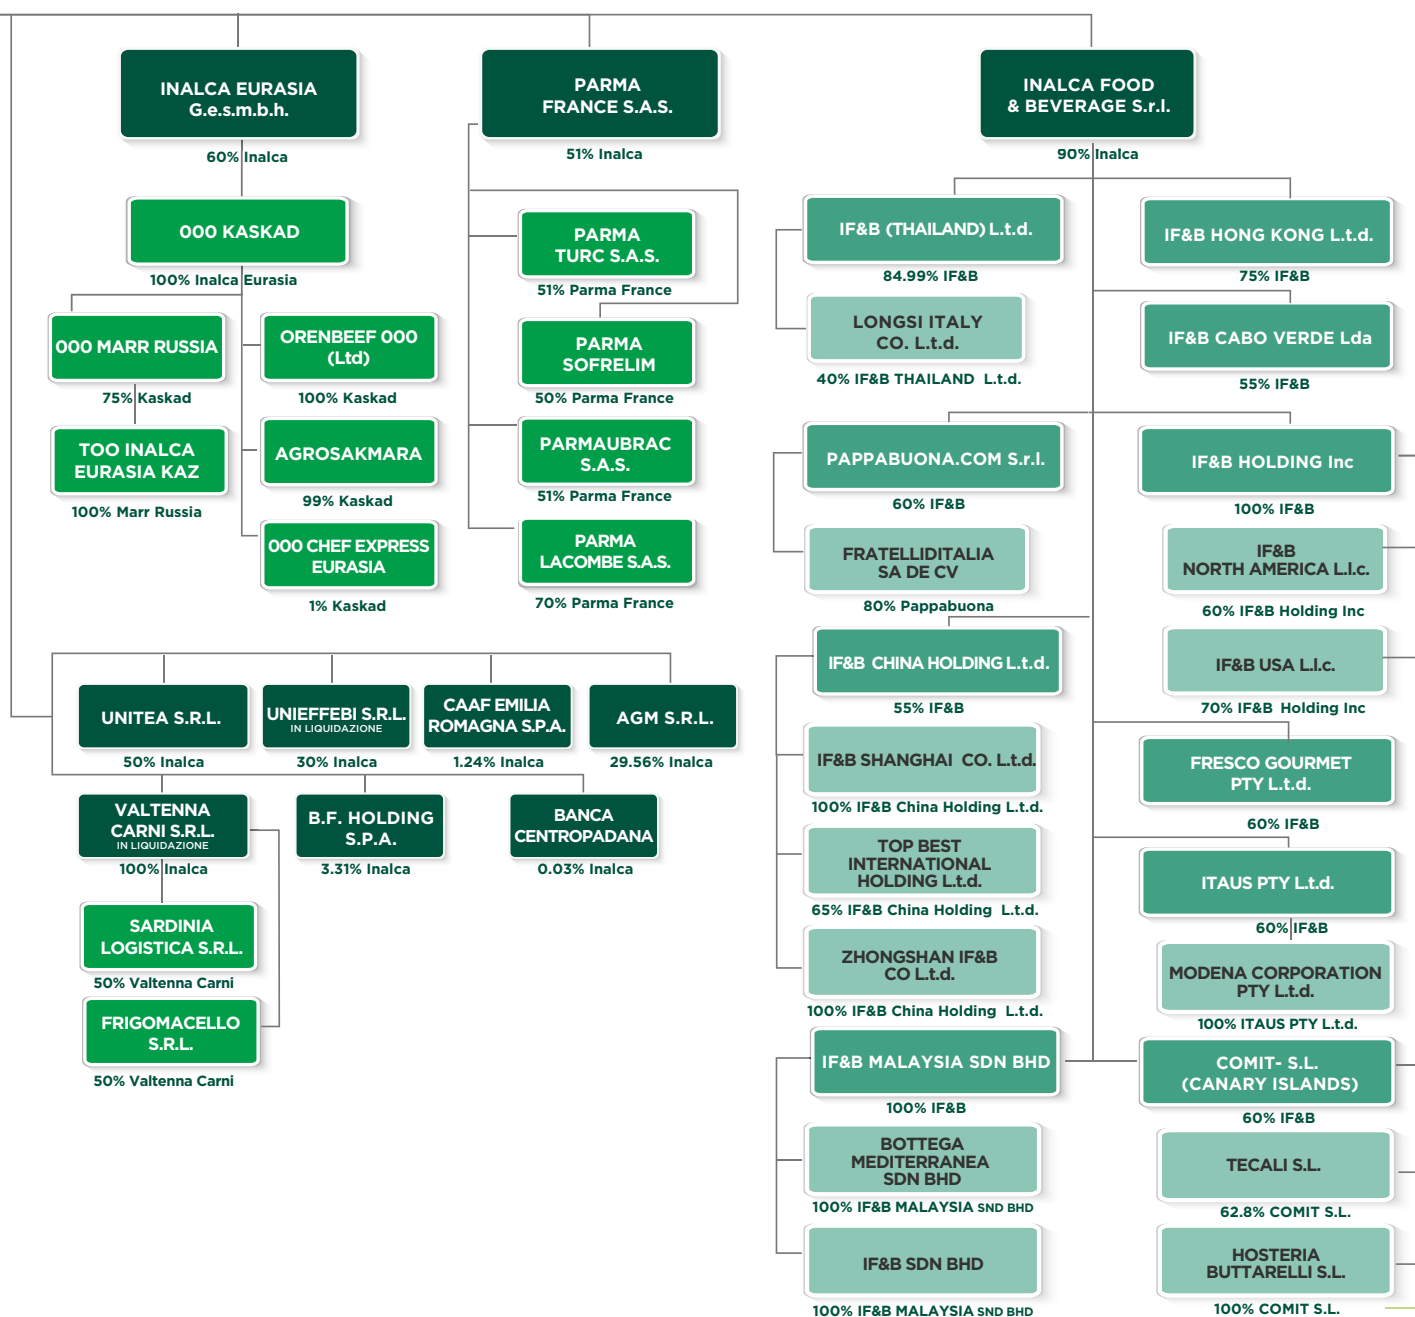 INALCA EURASIA
G.e.s.m.b.h.
60% Inalca
000 KASKAD
100% Inalca Eurasia
000 MARR RUSSIA
75% Kaskad
TOO INALCA
EURASIA KAZ
100% Marr Russia
ORENBEEF 000
(Ltd)
100% Kaskad
AGROSAKMARA
99% Kaskad
000 CHEF EXPRESS
EURASIA
1% Kaskad
PARMA
FRANCE S.A.S.
51% Inalca
PARMA
TURC S.A.S.
51% Parma France
PARMA
SOFRELIM
50% Parma France
PARMAUBRAC
S.A.S.
51% Parma France
PARMA
LACOMBE S.A.S.
70% Parma France
INALCA FOOD
& BEVERAGE S.r.l.
90% Inalca
IF&B (THAILAND) L.t.d.
84.99% IF&B
LONGSI ITALY
CO. L.t.d.
40% IF&B THAILAND L.t.d.
PAPPABUONA.COM S.r.l.
60% IF&B
FRATELLIDITALIA
SA DE CV
80% Pappabuona
IF&B CHINA HOLDING L.t.d.
55% IF&B
IF&B SHANGHAI CO. L.t.d.
100% IF&B China Holding L.t.d.
TOP BEST
INTERNATIONAL
HOLDING L.t.d.
65% IF&B China Holding L.t.d.
ZHONGSHAN IF&B
CO L.t.d.
100% IF&B China Holding L.t.d.
IF&B MALAYSIA SDN BHD
100% IF&B
BOTTEGA
MEDITERRANEA
SDN BHD
100% IF&B MALAYSIA SND BHD
IF&B SDN BHD
100% IF&B MALAYSIA SND BHD
IF&B HONG KONG L.t.d.
75% IF&B
IF&B CABO VERDE Lda
55% IF&B
IF&B HOLDING Inc
100% IF&B
IF&B
NORTH AMERICA L.l.c.
60% IF&B Holding Inc
IF&B USA L.l.c.
70% IF&B Holding Inc
FRESCO GOURMET
PTY L.t.d.
60% IF&B
ITAUS PTY L.t.d.
60% IF&B
MODENA CORPORATION
PTY L.t.d.
100% ITAUS PTY L.t.d.
COMIT- S.L.
(CANARY ISLANDS)
60% IF&B
TECALI S.L.
62.8% COMIT S.L.
HOSTERIA
BUTTARELLI S.L.
100% COMIT S.L.
UNITEA S.R.L.
50% Inalca
UNIEFFEBI S.R.L.
IN LIQUIDAZIONE
30% Inalca
CAAF EMILIA
ROMAGNA S.P.A.
1.24% Inalca
AGM S.R.L.
29.56% Inalca
VALTENNA
CARNI S.R.L.
IN LIQUIDAZIONE
100% Inalca
B.F. HOLDING
S.P.A.
3.31% Inalca
BANCA
CENTROPADANA
0.03% Inalca
SARDINIA
LOGISTICA S.R.L.
50% Valtenna Carni
FRIGOMACELLO
S.R.L.
50% Valtenna Carni